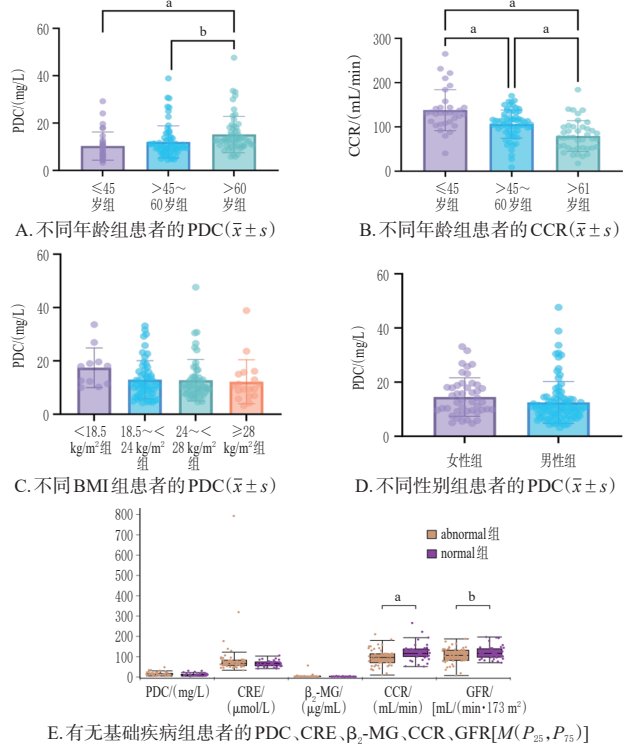 a
b
PDC/(mg/L)
60
40
20
0
≤45
岁组
>45～
60岁组
>60
岁组
A.不同年龄组患者的PDC(x̄±s)
a
a
a
CCR/(mL/min)
300
200
100
0
≤45
岁组
>45～
60岁组
>61
岁组
B.不同年龄组患者的CCR(x̄±s)
PDC/(mg/L)
60
40
20
0
<18.5
kg/m²组
18.5～<
24 kg/m²
组
24～<
28 kg/m²
组
≥28
kg/m²组
C.不同BMI组患者的PDC(x̄±s)
PDC/(mg/L)
60
40
20
0
女性组
男性组
D.不同性别组患者的PDC(x̄±s)
800
700
600
500
400
300
200
100
0
abnormal组
normal组
a
b
PDC/(mg/L)
CRE/
(μmol/L)
β₂-MG/
(μg/mL)
CCR/
(mL/min)
GFR/
[mL/(min·173 m²)
E.有无基础疾病组患者的PDC、CRE、β₂-MG、CCR、GFR[M(P₂₅,P₇₅)]